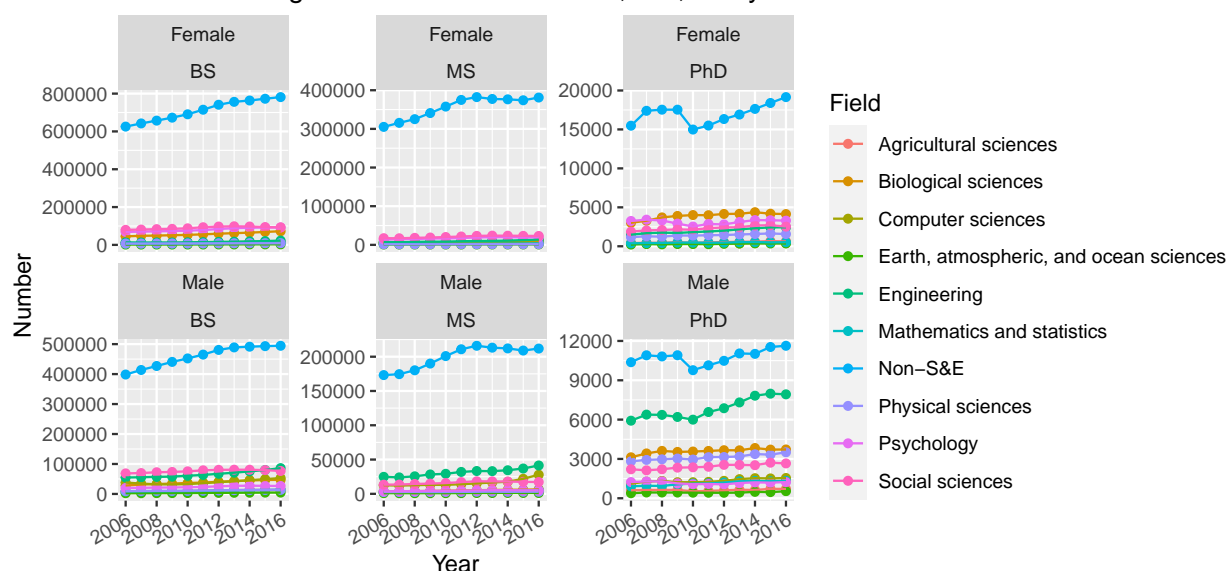 Female Female Female
BS MS PhD
800000
600000
400000
200000
0
400000
300000
200000
100000
0
20000
15000
10000
5000
0
Male Male Male
BS MS PhD
500000
400000
300000
200000
100000
0
200000
150000
100000
50000
0
12000
9000
6000
3000
0
2006 2008 2010 2012 2014 2016
2006 2008 2010 2012 2014 2016
2006 2008 2010 2012 2014 2016
Number
Year
Field
Agricultural sciences
Biological sciences
Computer sciences
Earth, atmospheric, and ocean sciences
Engineering
Mathematics and statistics
Non−S&E
Physical sciences
Psychology
Social sciences